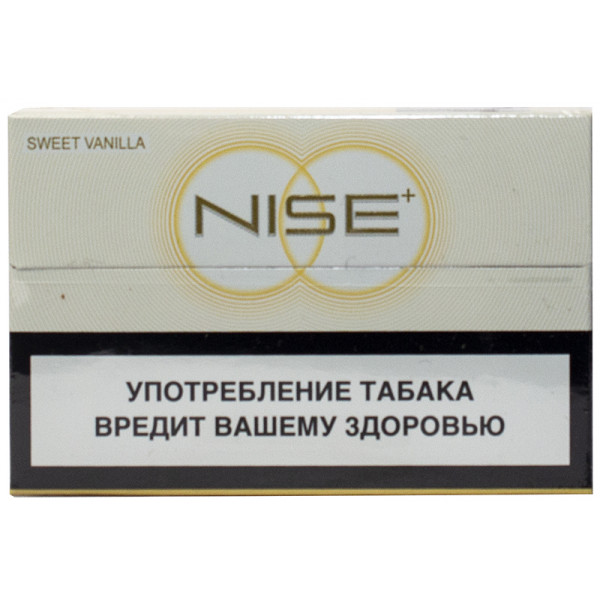 SWEET VANILLA
NISE+
УПОТРЕБЛЕНИЕ ТАБАКА
ВРЕДИТ ВАШЕМУ ЗДОРОВЬЮ